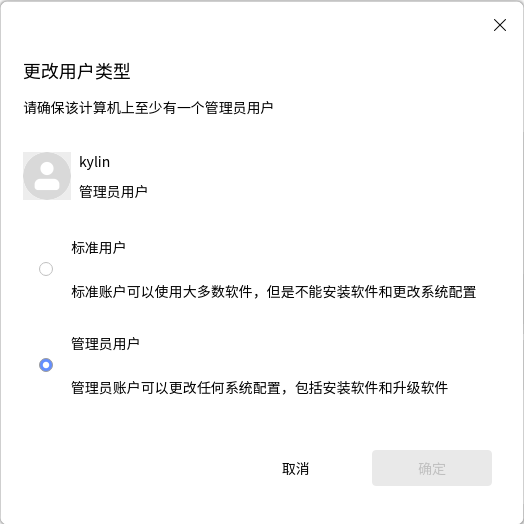 更改用户类型
请确保该计算机上至少有一个管理员用户
kylin
管理员用户
标准用户
标准账户可以使用大多数软件，但是不能安装软件和更改系统配置
管理员用户
管理员账户可以更改任何系统配置，包括安装软件和升级软件
取消
确定